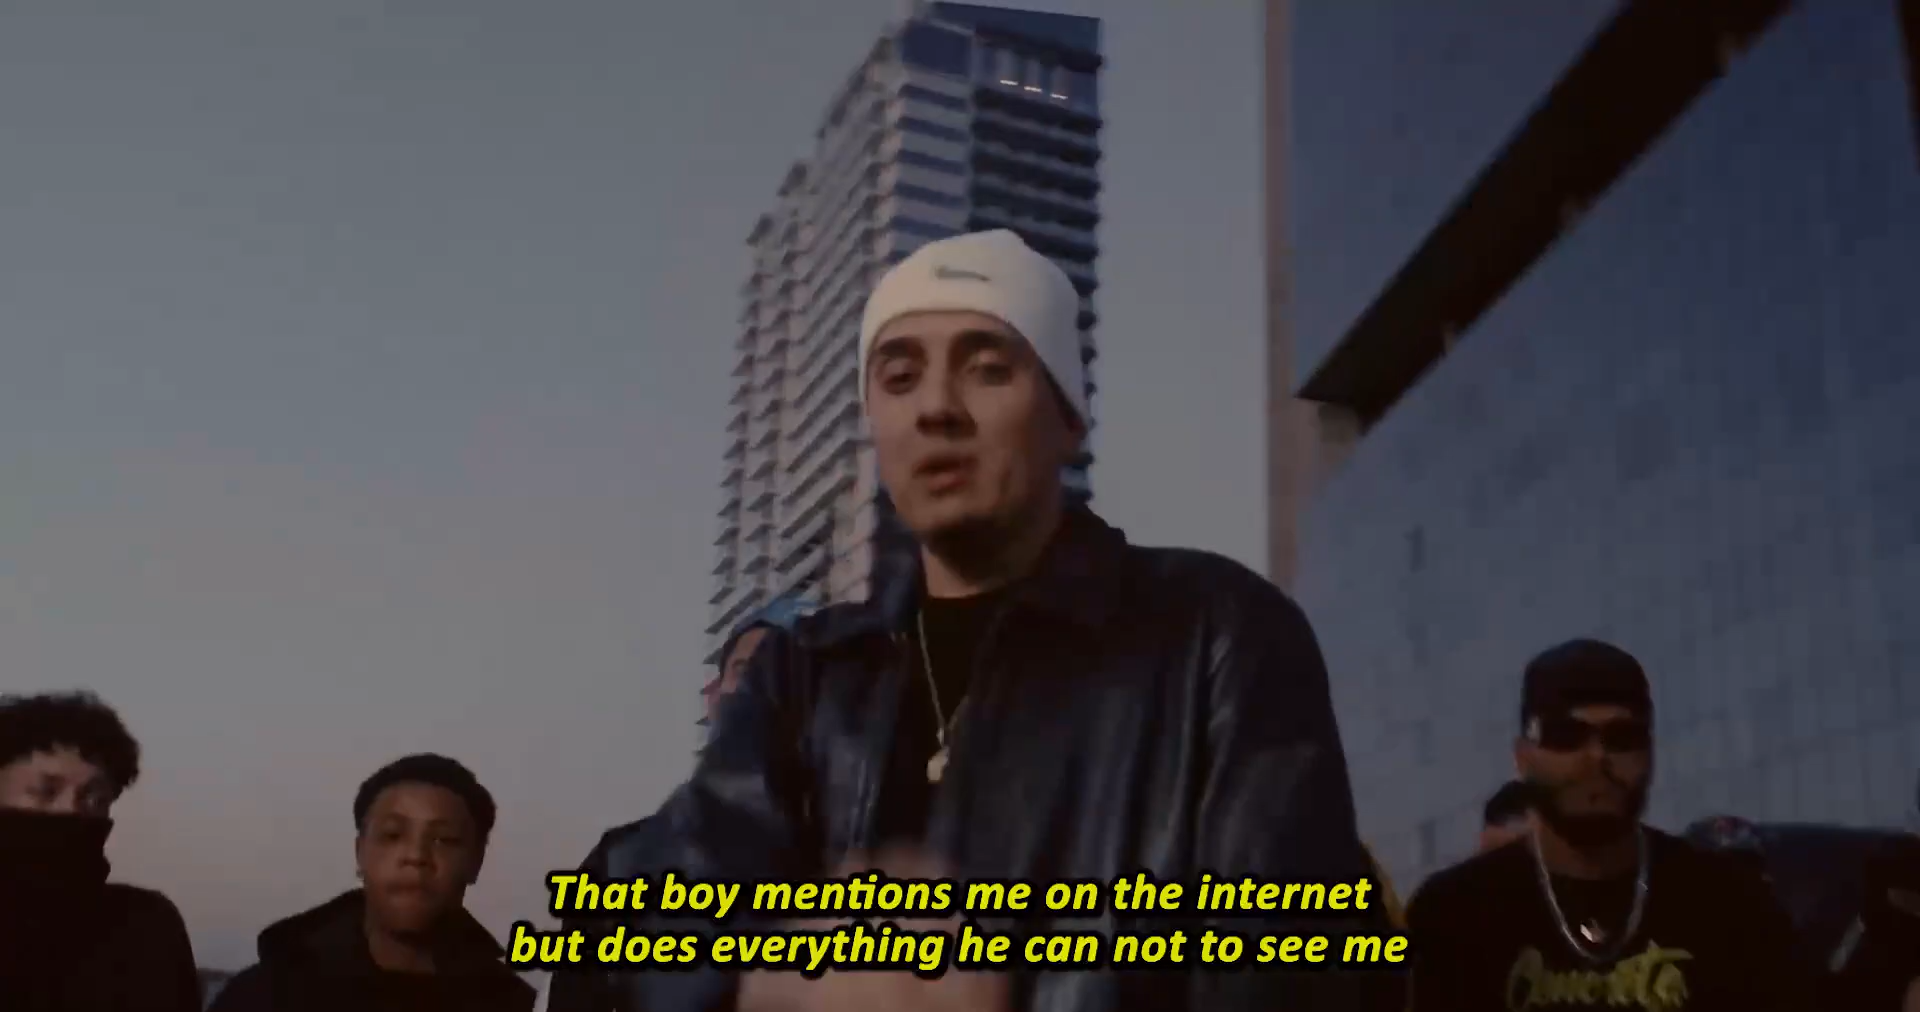 That boy mentions me on the internet
but does everything he can not to see me